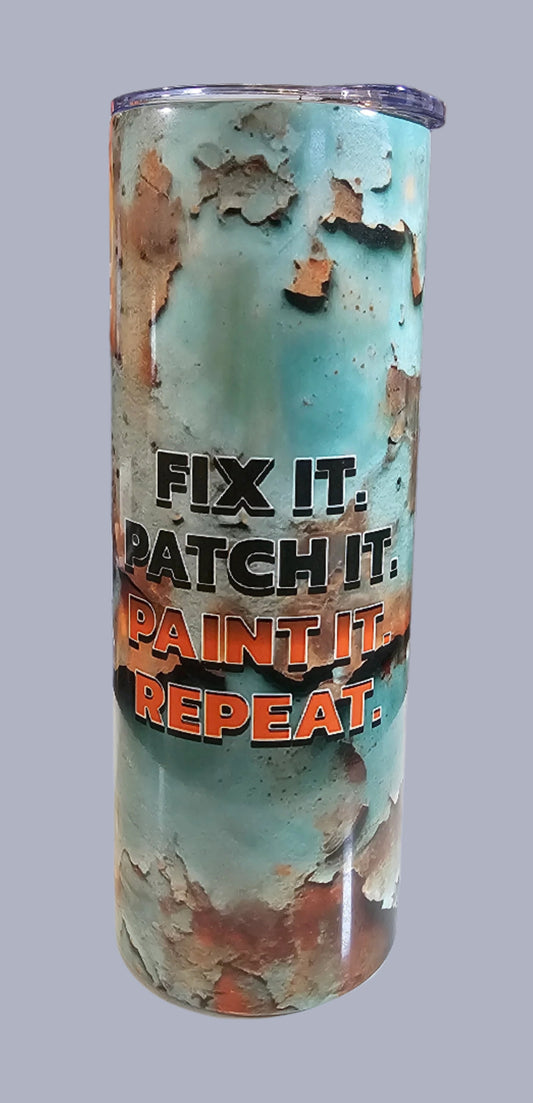 FIX IT.
PATCH IT.
PAINT IT.
REPEAT.